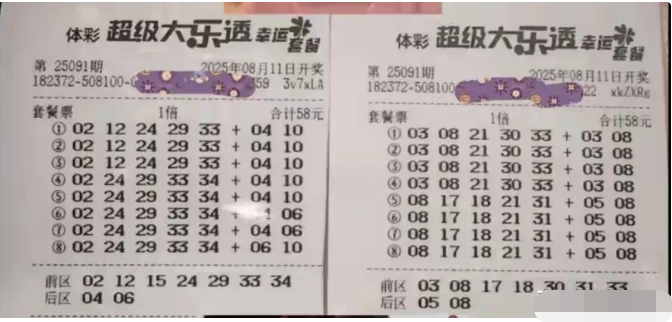 体彩 超级大乐透 幸运套餐
第 25091期 2025年08月11日开奖
182372-508100- 59 3v7xLA
套餐票 1倍 合计58元
① 02 12 24 29 33 + 04 10
② 02 12 24 29 33 + 04 10
③ 02 12 24 29 33 + 04 10
④ 02 24 29 33 34 + 04 10
⑤ 02 24 29 33 34 + 04 10
⑥ 02 24 29 33 34 + 04 06
⑦ 02 24 29 33 34 + 04 06
⑧ 02 24 29 33 34 + 06 10
前区 02 12 15 24 29 33 34
后区 04 06
体彩 超级大乐透 幸运套餐
第 25091期 2025年08月11日开奖
182372-508100 22 xkZXRg
套餐票 1倍 合计58元
① 03 08 21 30 33 + 03 08
② 03 08 21 30 33 + 03 08
③ 03 08 21 30 33 + 03 08
④ 03 08 21 30 33 + 03 08
⑤ 08 17 18 21 31 + 05 08
⑥ 08 17 18 21 31 + 05 08
⑦ 08 17 18 21 31 + 05 08
⑧ 08 17 18 21 31 + 05 08
前区 03 08 17 18 30 31 33
后区 05 08